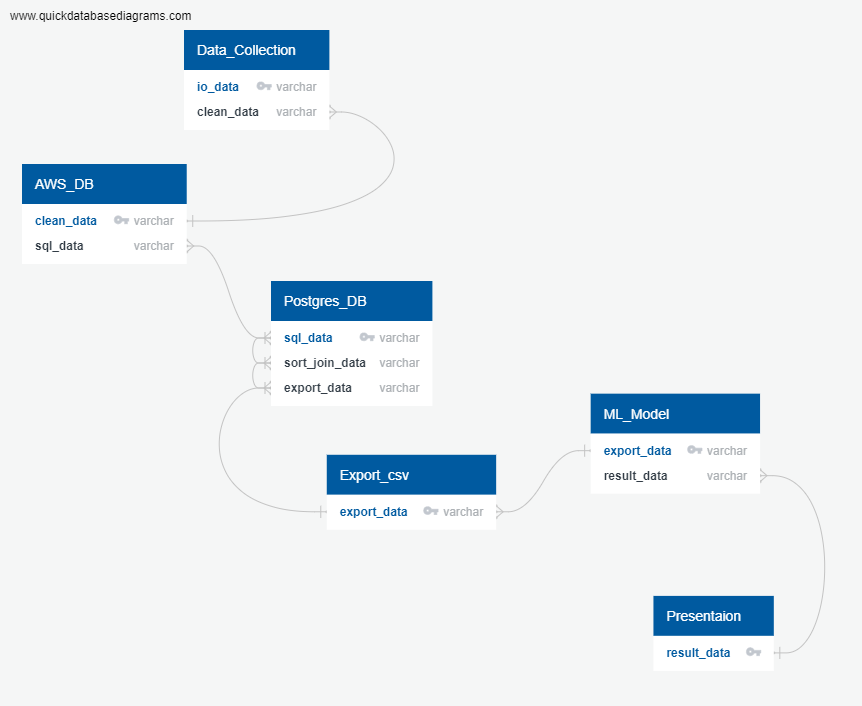 www.quickdatabasediagrams.com
Data_Collection
io_data varchar
clean_data varchar
AWS_DB
clean_data varchar
sql_data varchar
Postgres_DB
sql_data varchar
sort_join_data varchar
export_data varchar
ML_Model
export_data varchar
result_data varchar
Export_csv
export_data varchar
Presentaion
result_data